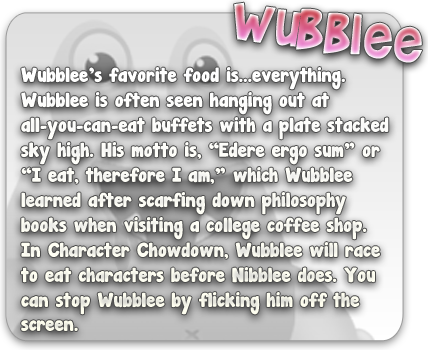 Wubblee
Wubblee's favorite food is...everything.
Wubblee is often seen hanging out at
all-you-can-eat buffets with a plate stacked
sky high. His motto is, “Edere ergo sum” or
“I eat, therefore I am,” which Wubblee
learned after scarfing down philosophy
books when visiting a college coffee shop.
In Character Chowdown, Wubblee will race
to eat characters before Nibblee does. You
can stop Wubblee by flicking him off the
screen.